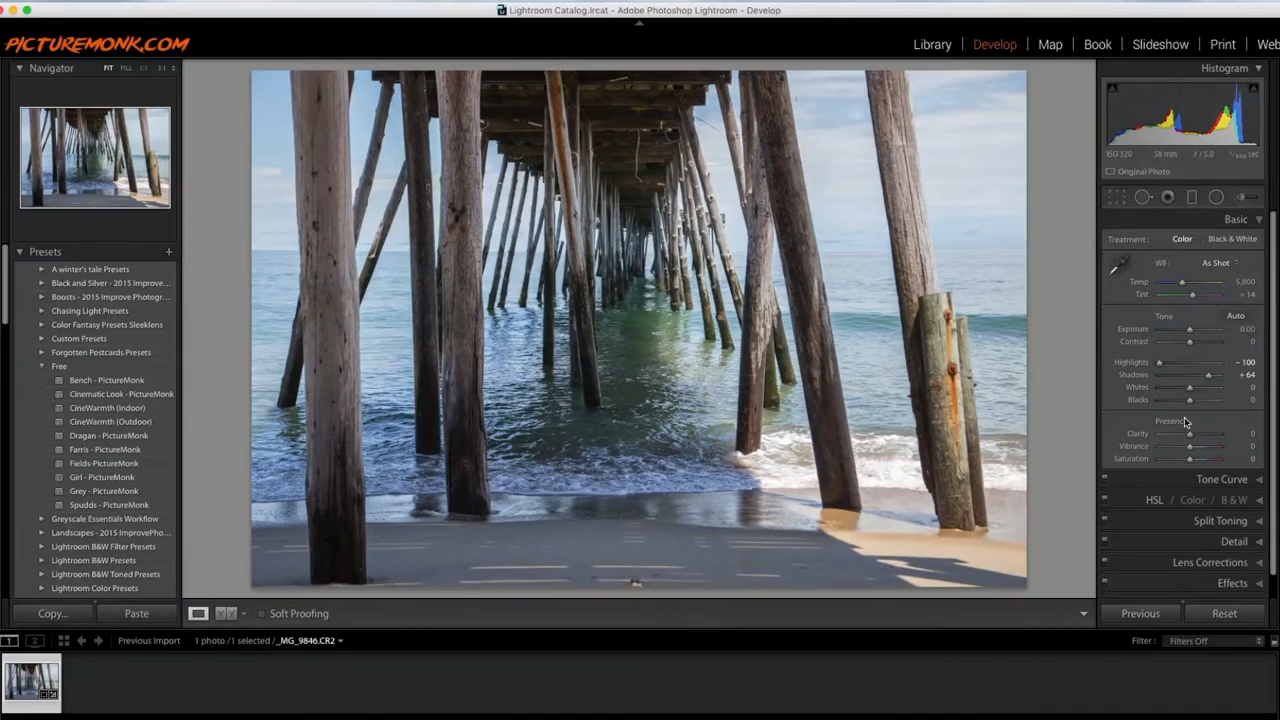 Lightroom Catalog.lrcat - Adobe Photoshop Lightroom - Develop
PICTUREMONK.COM
Library | Develop | Map | Book | Slideshow | Print | Web
Navigator FIT FILL 1:1 3:1
Presets +
A winter's tale Presets
Black and Silver - 2015 Improve...
Boosts - 2015 Improve Photogr...
Chasing Light Presets
Color Fantasy Presets Sleeklens
Custom Presets
Forgotten Postcards Presets
Free
Bench - PictureMonk
Cinematic Look - PictureMonk
CineWarmth (Indoor)
CineWarmth (Outdoor)
Dragan - PictureMonk
Farris - PictureMonk
Fields-PictureMonk
Girl - PictureMonk
Grey - PictureMonk
Spudds - PictureMonk
Greyscale Essentials Workflow
Landscapes - 2015 ImprovePho...
Lightroom B&W Filter Presets
Lightroom B&W Presets
Lightroom B&W Toned Presets
Lightroom Color Presets
Copy... Paste
Soft Proofing
Histogram
ISO 320 58 mm f / 5.0
Original Photo
Basic
Treatment : Color Black & White
WB : As Shot
Temp 5,800
Tint + 14
Tone Auto
Exposure 0.00
Contrast 0
Highlights - 100
Shadows + 64
Whites 0
Blacks 0
Presence
Clarity 0
Vibrance 0
Saturation 0
Tone Curve
HSL / Color / B & W
Split Toning
Detail
Lens Corrections
Effects
Previous Reset
1 2 Previous Import 1 photo / 1 selected / _MG_9846.CR2 Filter : Filters Off